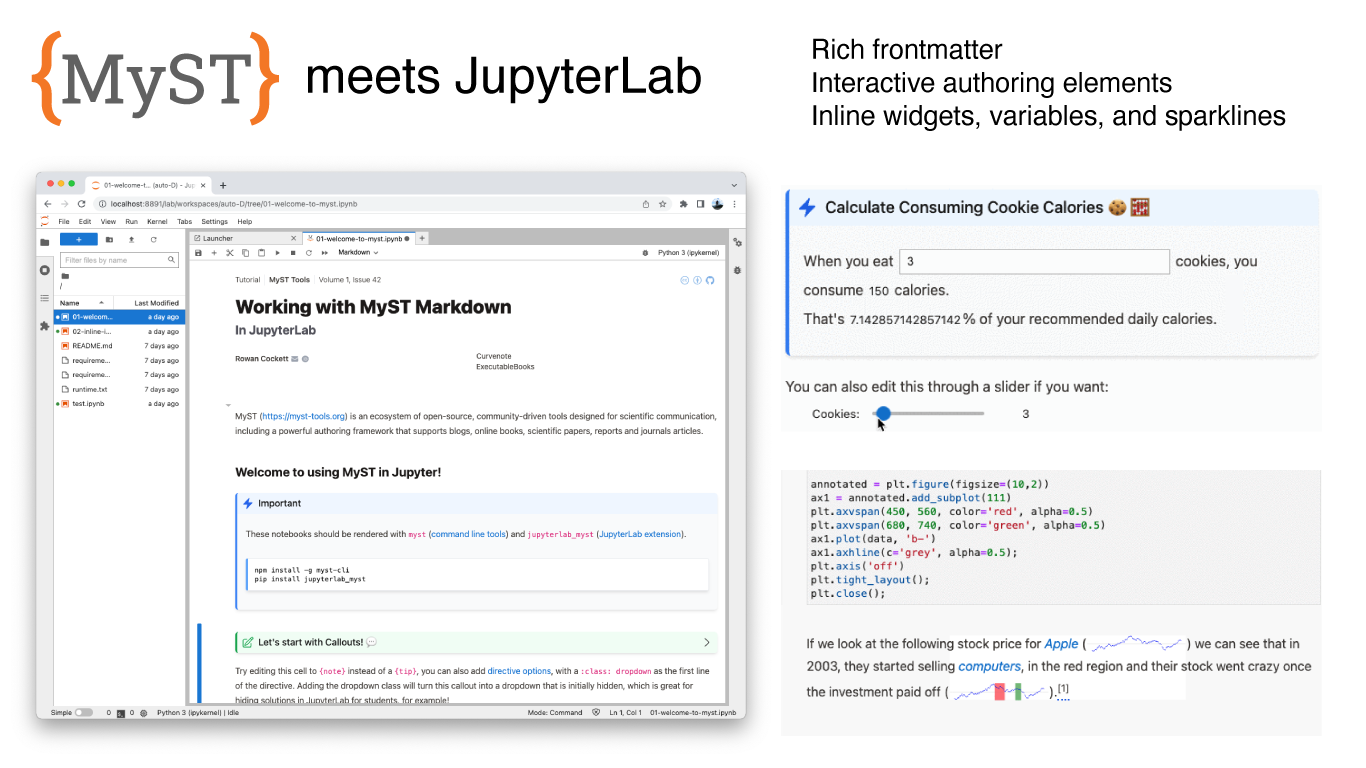 {MyST} meets JupyterLab
Rich frontmatter
Interactive authoring elements
Inline widgets, variables, and sparklines
01-welcome-t... (auto-D) - Jup
localhost:8891/lab/workspaces/auto-D/tree/01-welcome-to-myst.ipynb
File Edit View Run Kernel Tabs Settings Help
+
Filter files by name
/
Name Last Modified
01-welcom... a day ago
02-inline-i... a day ago
README.md 7 days ago
requireme... 7 days ago
requireme... 7 days ago
runtime.txt 7 days ago
test.ipynb a day ago
Launcher
01-welcome-to-myst.ipynb
Markdown
Python 3 (ipykernel)
Tutorial MyST Tools Volume 1, Issue 42
Working with MyST Markdown
In JupyterLab
Rowan Cockett
Curvenote
ExecutableBooks
MyST (https://myst-tools.org) is an ecosystem of open-source, community-driven tools designed for scientific communication,
including a powerful authoring framework that supports blogs, online books, scientific papers, reports and journals articles.
Welcome to using MyST in Jupyter!
Important
These notebooks should be rendered with myst (command line tools) and jupyterlab_myst (JupyterLab extension).
npm install -g myst-cli
pip install jupyterlab_myst
Let's start with Callouts! 💬
Try editing this cell to {note} instead of a {tip}, you can also add directive options, with a :class: dropdown as the first line
of the directive. Adding the dropdown class will turn this callout into a dropdown that is initially hidden, which is great for
hiding solutions in JupyterLab for students, for example!
Simple 0 0 Python 3 (ipykernel) | Idle
Mode: Command Ln 1, Col 1 01-welcome-to-myst.ipynb
Calculate Consuming Cookie Calories 🍪 🧱
When you eat 3 cookies, you
consume 150 calories.
That's 7.142857142857142% of your recommended daily calories.
You can also edit this through a slider if you want:
Cookies: 3
annotated = plt.figure(figsize=(10,2))
ax1 = annotated.add_subplot(111)
plt.axvspan(450, 560, color='red', alpha=0.5)
plt.axvspan(680, 740, color='green', alpha=0.5)
ax1.plot(data, 'b-')
ax1.axhline(c='grey', alpha=0.5);
plt.axis('off')
plt.tight_layout();
plt.close();
If we look at the following stock price for Apple ( ) we can see that in
2003, they started selling computers, in the red region and their stock went crazy once
the investment paid off ( ).[1]